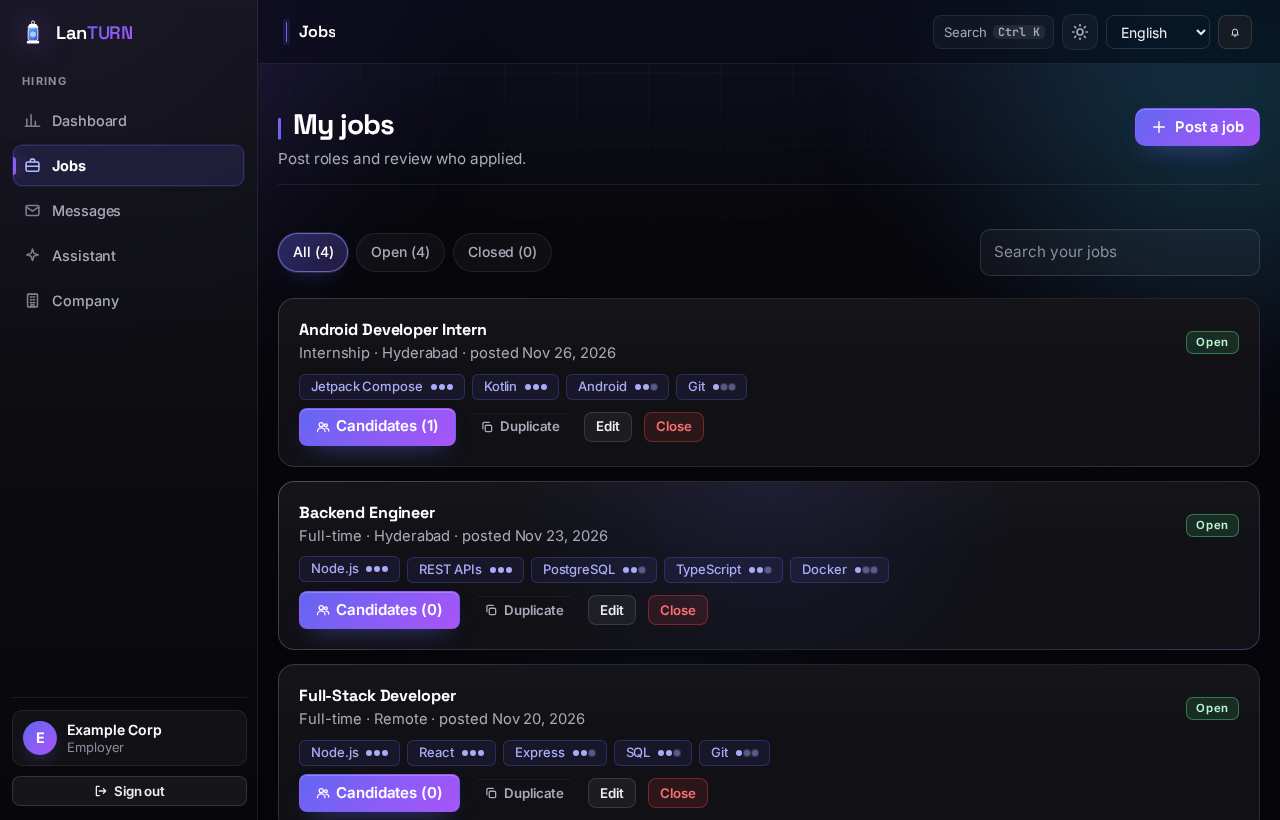 LanTURN
HIRING
Dashboard
Jobs
Messages
Assistant
Company
Example Corp
Employer
Sign out
Jobs
Search Ctrl K
English
My jobs
Post roles and review who applied.
Post a job
All (4)
Open (4)
Closed (0)
Search your jobs
Android Developer Intern
Internship · Hyderabad · posted Nov 26, 2026
Open
Jetpack Compose
Kotlin
Android
Git
Candidates (1)
Duplicate
Edit
Close
Backend Engineer
Full-time · Hyderabad · posted Nov 23, 2026
Open
Node.js
REST APIs
PostgreSQL
TypeScript
Docker
Candidates (0)
Duplicate
Edit
Close
Full-Stack Developer
Full-time · Remote · posted Nov 20, 2026
Open
Node.js
React
Express
SQL
Git
Candidates (0)
Duplicate
Edit
Close
E